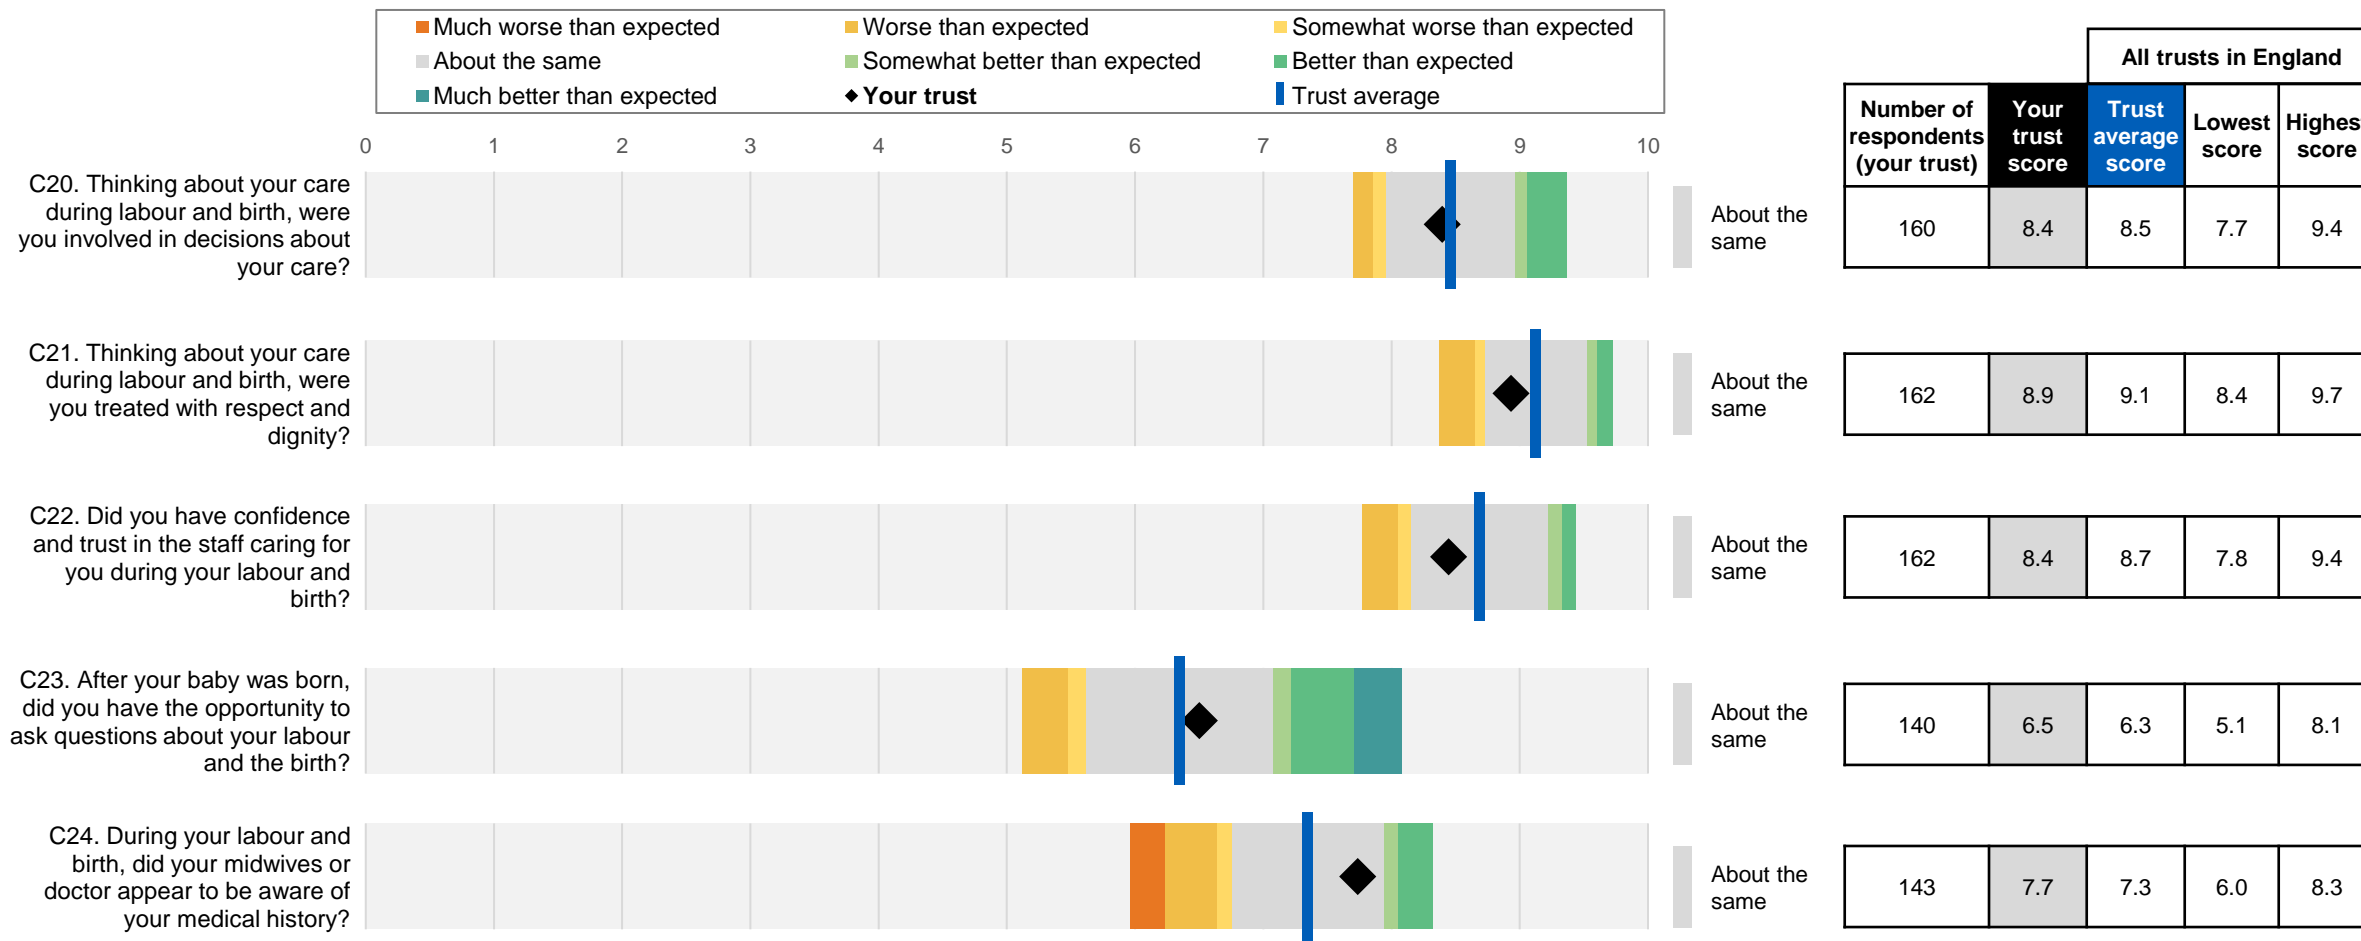 Much worse than expected
Worse than expected
Somewhat worse than expected
About the same
Somewhat better than expected
Better than expected
Much better than expected
Your trust
Trust average
All trusts in England
Number of
respondents
(your trust)
Your
trust
score
Trust
average
score
Lowest
score
Highest
score
0 1 2 3 4 5 6 7 8 9 10
C20. Thinking about your care
during labour and birth, were
you involved in decisions about
your care?
About the
same
160 8.4 8.5 7.7 9.4
C21. Thinking about your care
during labour and birth, were
you treated with respect and
dignity?
About the
same
162 8.9 9.1 8.4 9.7
C22. Did you have confidence
and trust in the staff caring for
you during your labour and
birth?
About the
same
162 8.4 8.7 7.8 9.4
C23. After your baby was born,
did you have the opportunity to
ask questions about your labour
and the birth?
About the
same
140 6.5 6.3 5.1 8.1
C24. During your labour and
birth, did your midwives or
doctor appear to be aware of
your medical history?
About the
same
143 7.7 7.3 6.0 8.3